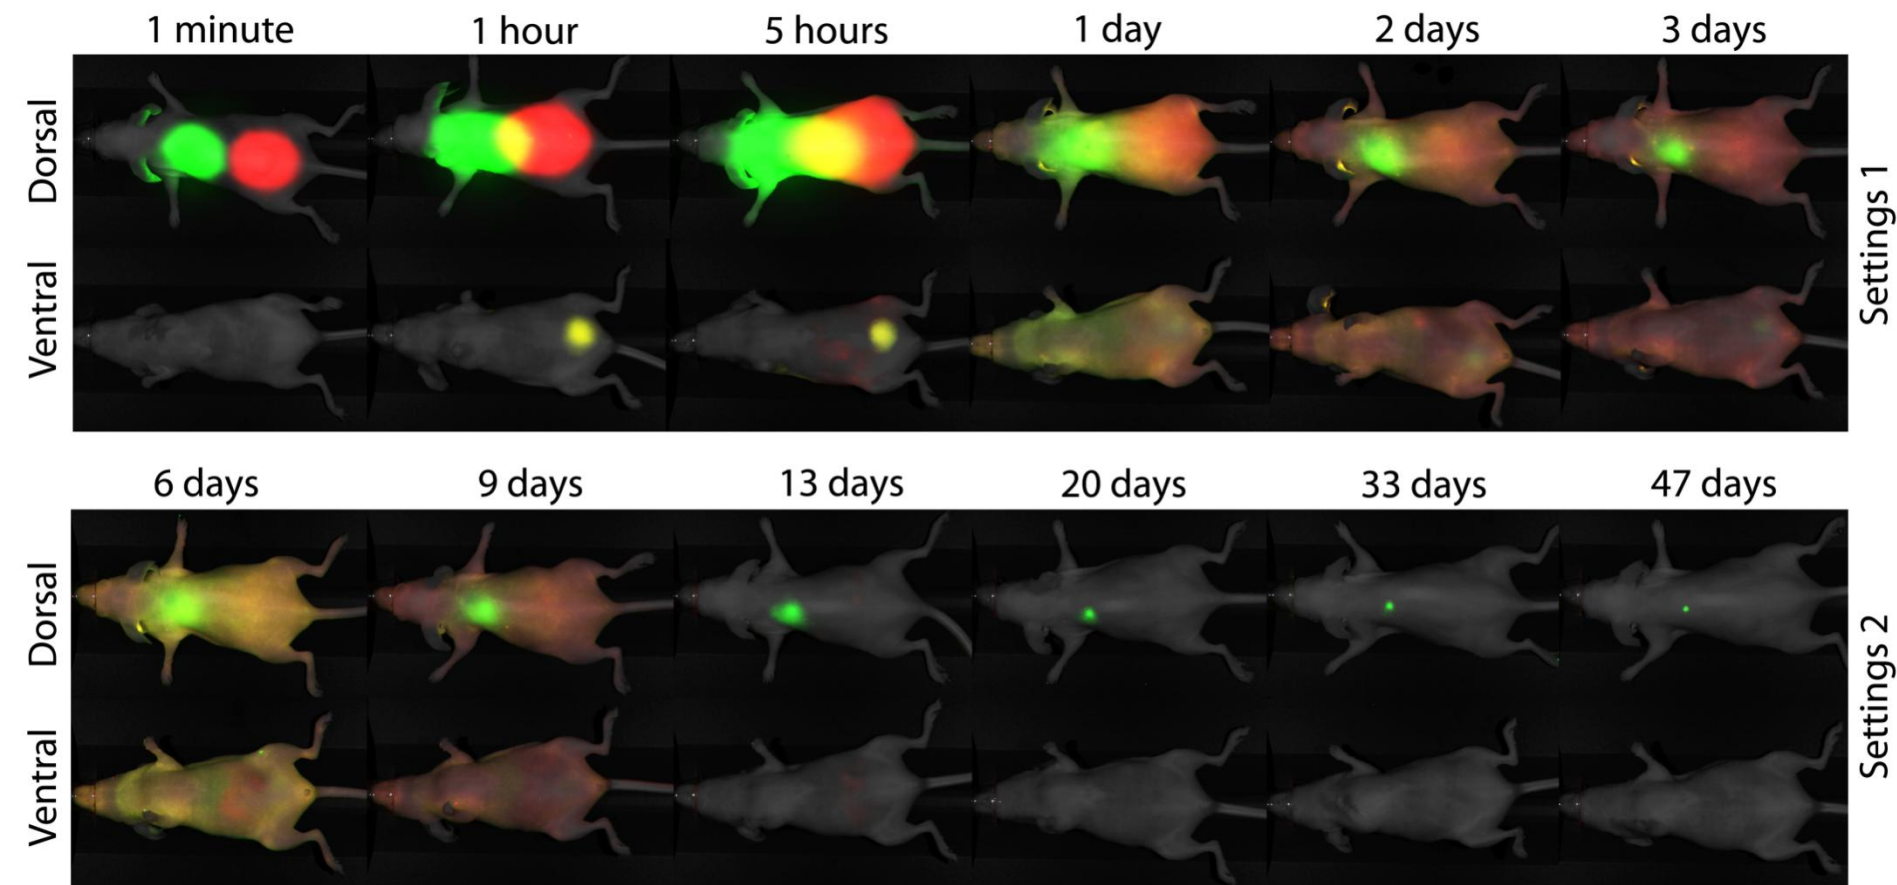 1 minute 1 hour 5 hours 1 day 2 days 3 days
Dorsal
Ventral
Settings 1
6 days 9 days 13 days 20 days 33 days 47 days
Dorsal
Ventral
Settings 2